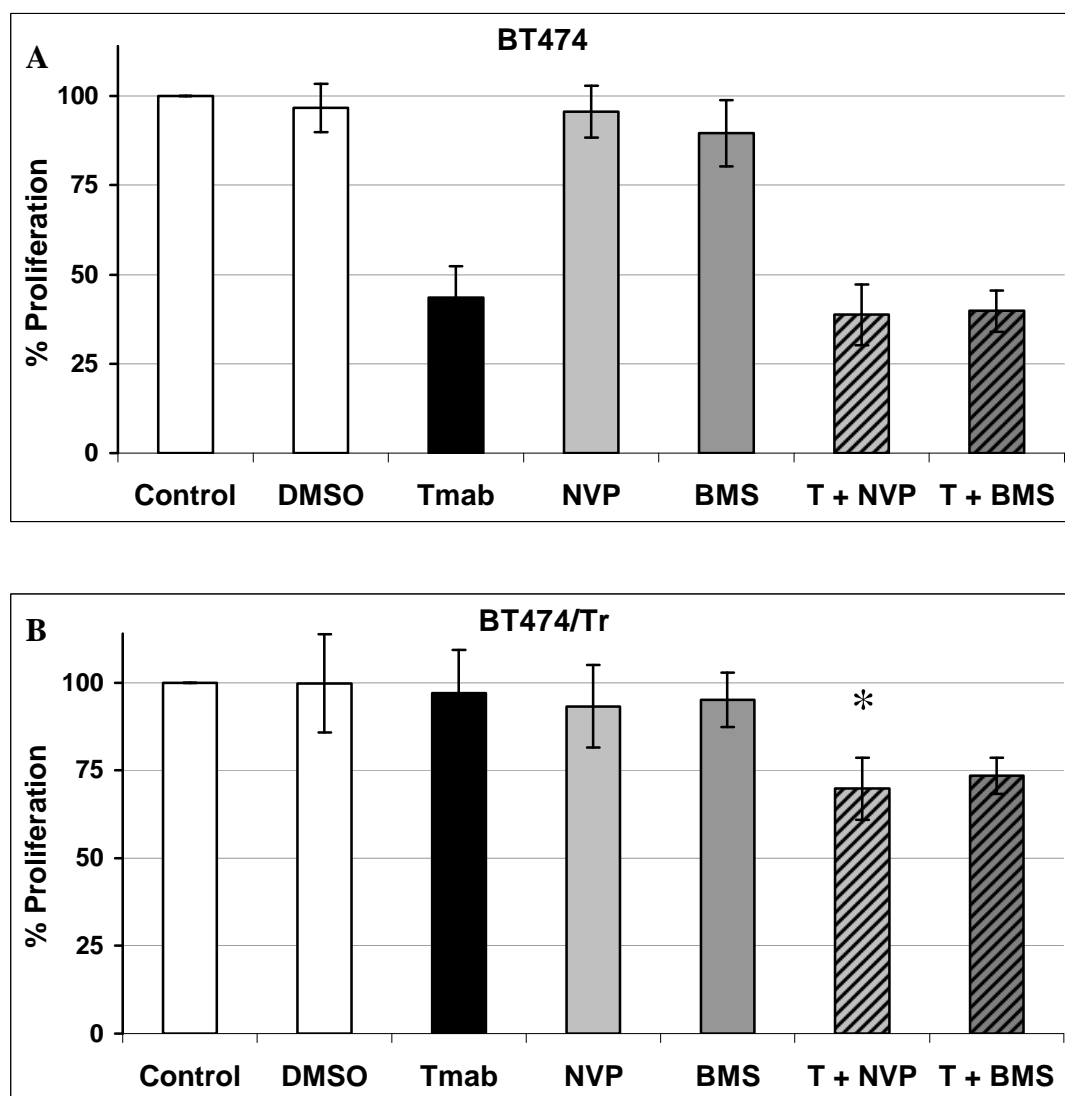 A
BT474
% Proliferation
100
75
50
25
0
Control DMSO Tmab NVP BMS T + NVP T + BMS
B
BT474/Tr
% Proliferation
100
75
50
25
0
*
Control DMSO Tmab NVP BMS T + NVP T + BMS